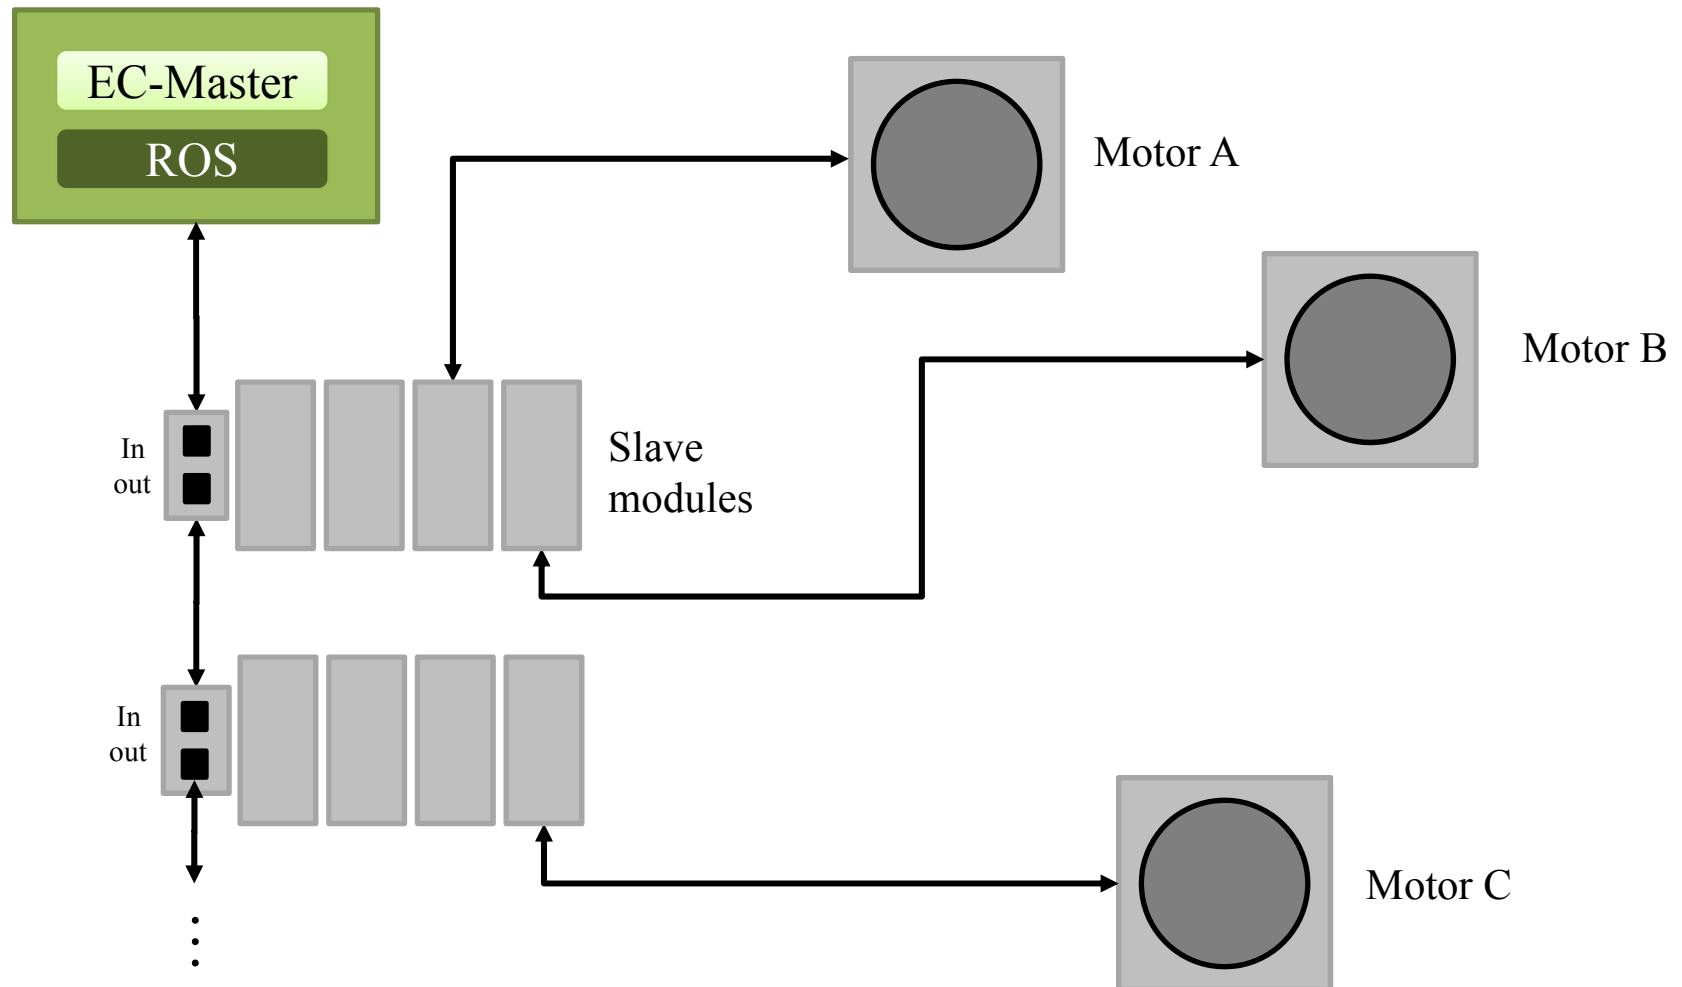 EC-Master
ROS
Motor A
Motor B
In
out
Slave
modules
In
out
Motor C